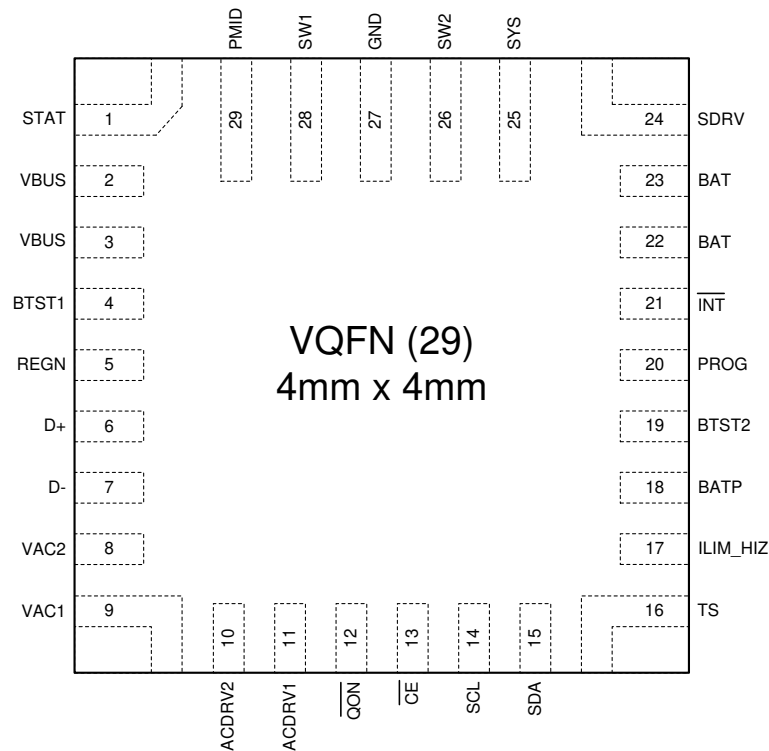 PMID
SW1
GND
SW2
SYS
29
28
27
26
25
STAT 1
VBUS 2
VBUS 3
BTST1 4
REGN 5
D+ 6
D- 7
VAC2 8
VAC1 9
24 SDRV
23 BAT
22 BAT
21 INT
20 PROG
19 BTST2
18 BATP
17 ILIM_HIZ
16 TS
VQFN (29)
4mm x 4mm
10
11
12
13
14
15
ACDRV2
ACDRV1
QON
CE
SCL
SDA